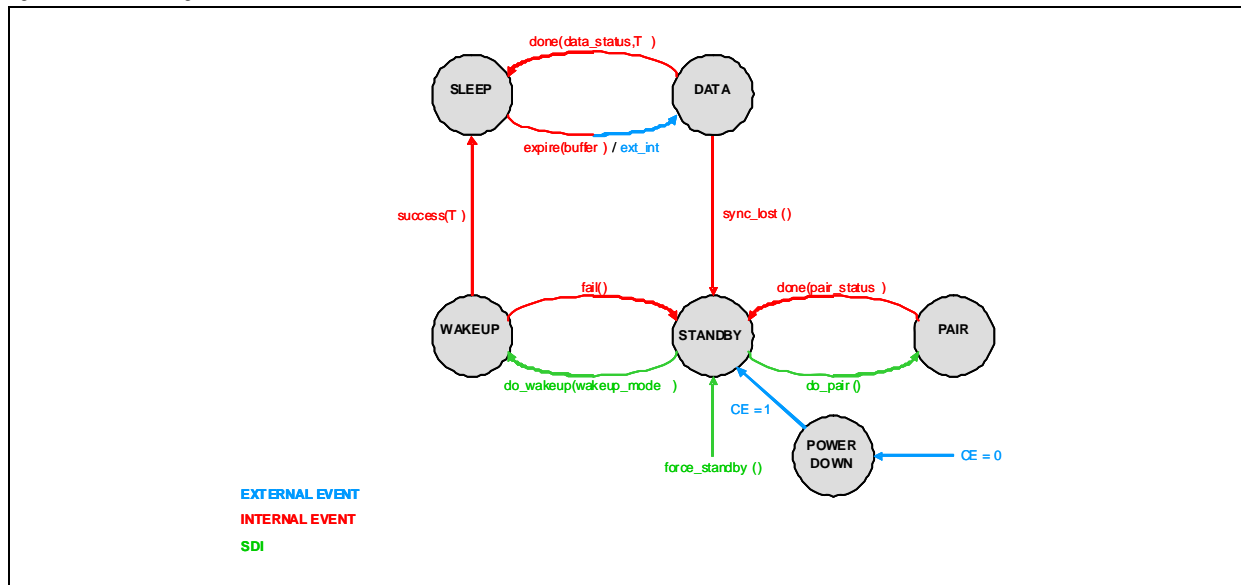 done(data_status,T )
SLEEP
DATA
expire(buffer ) / ext_int
success(T )
sync_lost ()
fail()
done(pair_status )
WAKEUP
STANDBY
PAIR
do_wakeup(wakeup_mode )
do_pair ()
CE = 1
POWER
DOWN
CE = 0
force_standby ()
EXTERNAL EVENT
INTERNAL EVENT
SDI